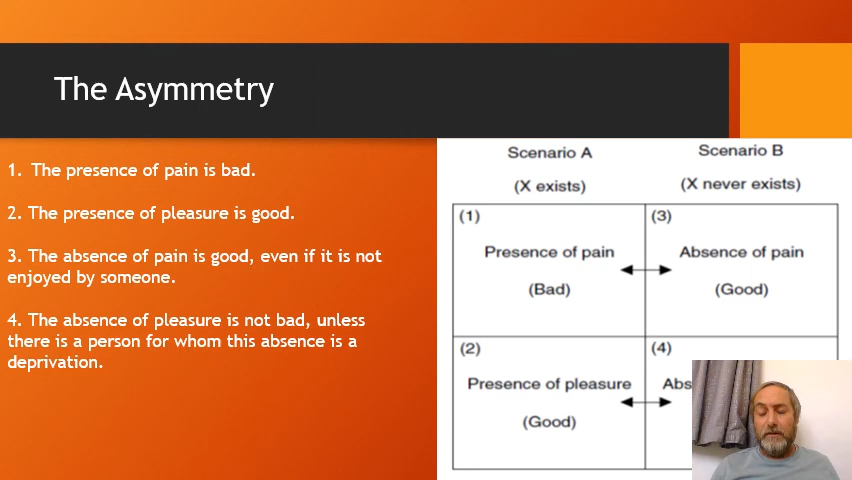 The Asymmetry
1. The presence of pain is bad.
2. The presence of pleasure is good.
3. The absence of pain is good, even if it is not
enjoyed by someone.
4. The absence of pleasure is not bad, unless
there is a person for whom this absence is a
deprivation.
Scenario A
(X exists)
Scenario B
(X never exists)
(1)
Presence of pain
(Bad)
(3)
Absence of pain
(Good)
(2)
Presence of pleasure
(Good)
(4)